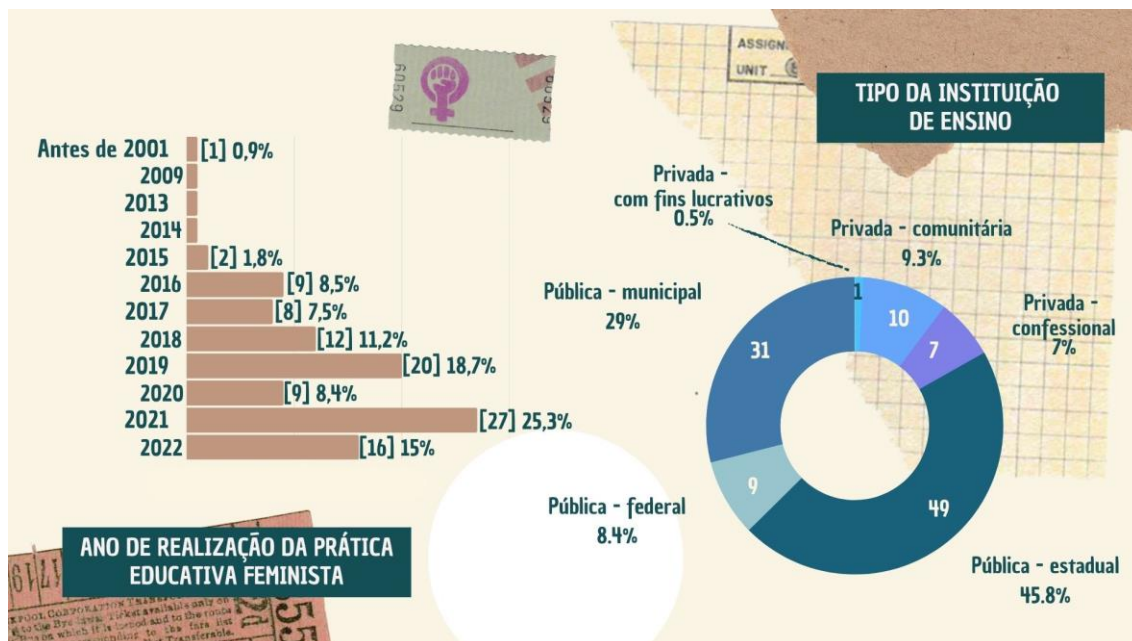 60529
ASSIGN
UNIT
TIPO DA INSTITUIÇÃO
DE ENSINO
Antes de 2001 [1] 0,9%
2009
2013
2014
2015 [2] 1,8%
2016 [9] 8,5%
2017 [8] 7,5%
2018 [12] 11,2%
2019 [20] 18,7%
2020 [9] 8,4%
2021 [27] 25,3%
2022 [16] 15%
Privada -
com fins lucrativos
0.5%
Privada - comunitária
9.3%
Privada -
confessional
7%
Pública - municipal
29%
1
10
7
31
9
49
Pública - federal
8.4%
Pública - estadual
45.8%
ANO DE REALIZAÇÃO DA PRÁTICA
EDUCATIVA FEMINISTA